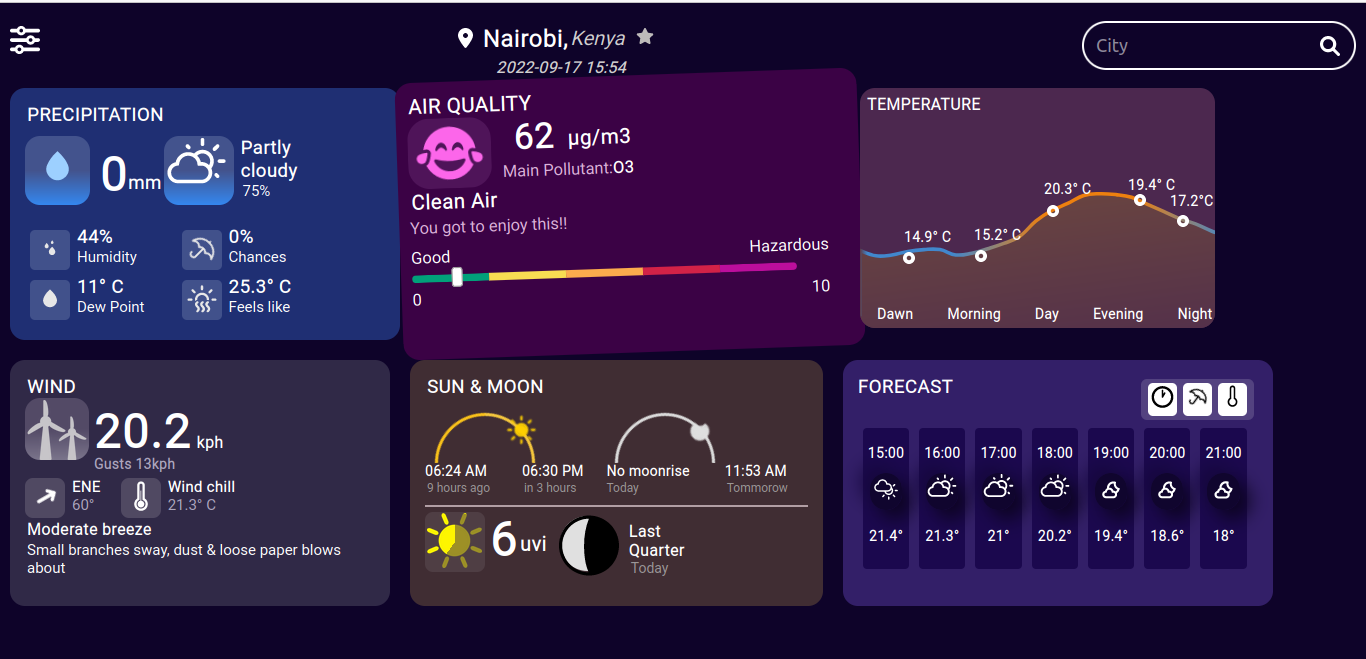 Nairobi, Kenya
2022-09-17 15:54
City
PRECIPITATION
0mm
Partly
cloudy
75%
44%
Humidity
0%
Chances
11° C
Dew Point
25.3° C
Feels like
AIR QUALITY
62 µg/m3
Main Pollutant:O3
Clean Air
You got to enjoy this!!
Good
Hazardous
0
10
TEMPERATURE
14.9° C
15.2° C
20.3° C
19.4° C
17.2°C
Dawn Morning Day Evening Night
WIND
20.2 kph
Gusts 13kph
ENE
60°
Wind chill
21.3° C
Moderate breeze
Small branches sway, dust & loose paper blows
about
SUN & MOON
06:24 AM
9 hours ago
06:30 PM
in 3 hours
No moonrise
Today
11:53 AM
Tommorow
6 uvi
Last
Quarter
Today
FORECAST
15:00 16:00 17:00 18:00 19:00 20:00 21:00
21.4° 21.3° 21° 20.2° 19.4° 18.6° 18°